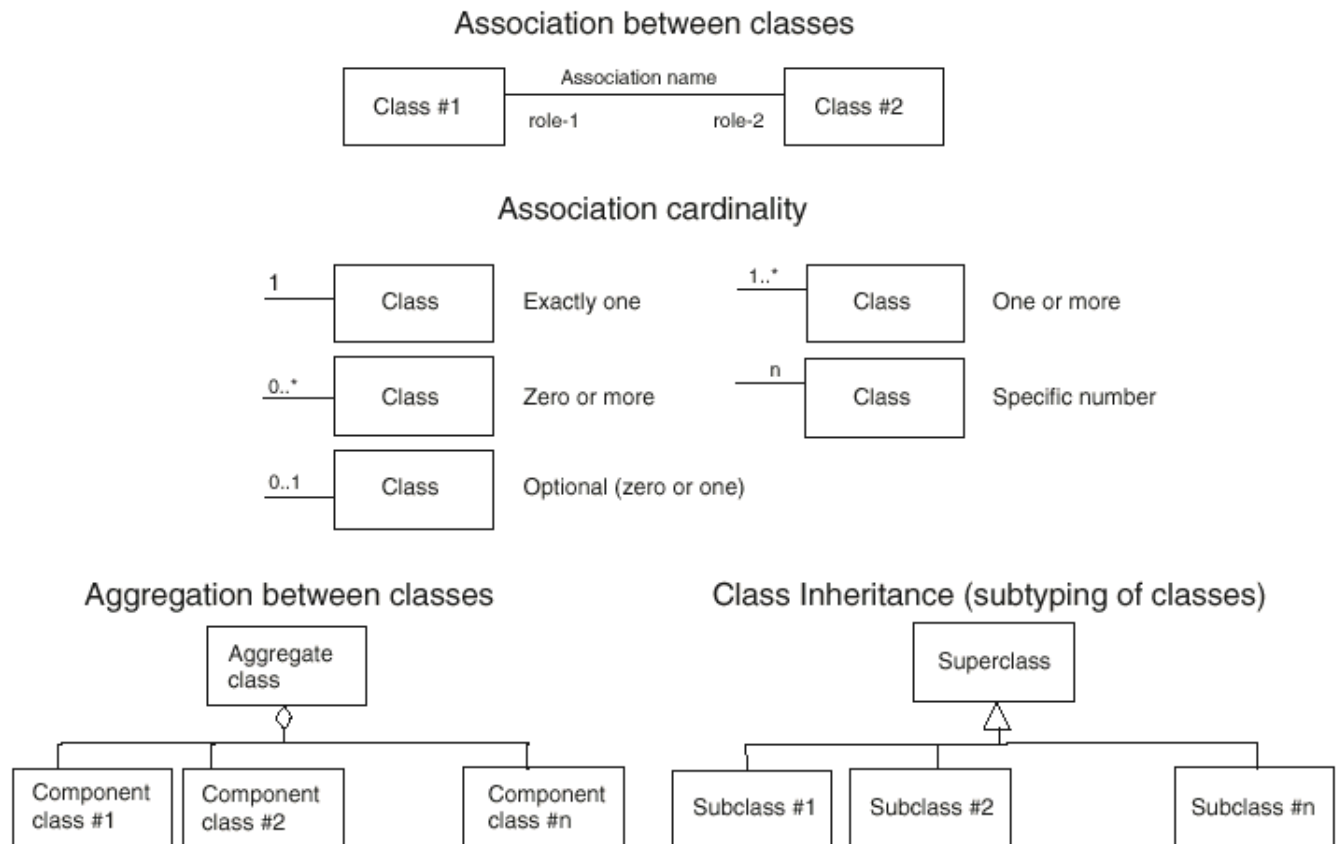 Association between classes
Association name
Class #1
Class #2
role-1
role-2
Association cardinality
1
Class
Exactly one
1..*
Class
One or more
0..*
Class
Zero or more
n
Class
Specific number
0..1
Class
Optional (zero or one)
Aggregation between classes
Class Inheritance (subtyping of classes)
Aggregate
class
Superclass
Component
class #1
Component
class #2
Component
class #n
Subclass #1
Subclass #2
Subclass #n